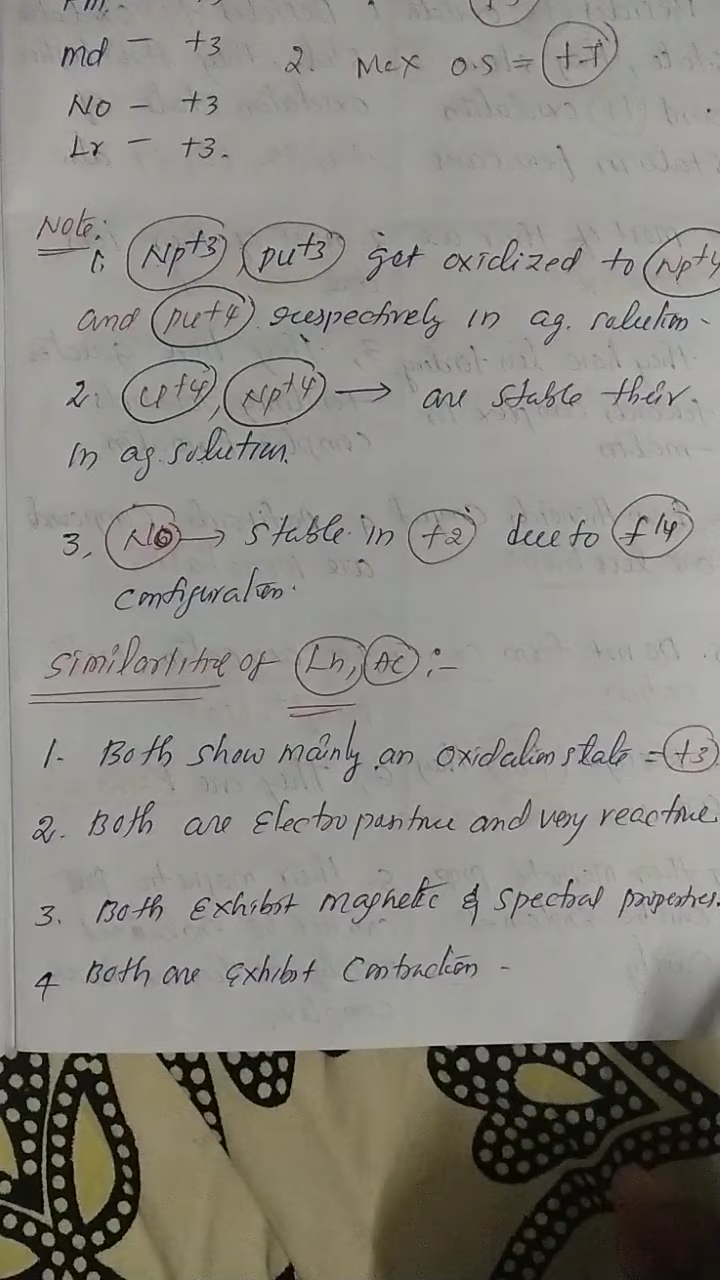 md - +3
2. Max o.s = +7
No - +3
Lr - +3.
Note:
1: Np+3, pu+3 get oxidized to Np+4
and pu+4 respectively in aq. solution.
2. U+4, Np+4 → are stable their
in aq. solution.
3. No → stable in +2 due to f14
configuration.
Similaritire of Ln, AC :-
1- Both show mainly an oxidation state = +3
2. Both are Electropositive and very reactive
3. Both Exhibit magnetic & spectral properties.
4 Both are Exhibit Contraction -